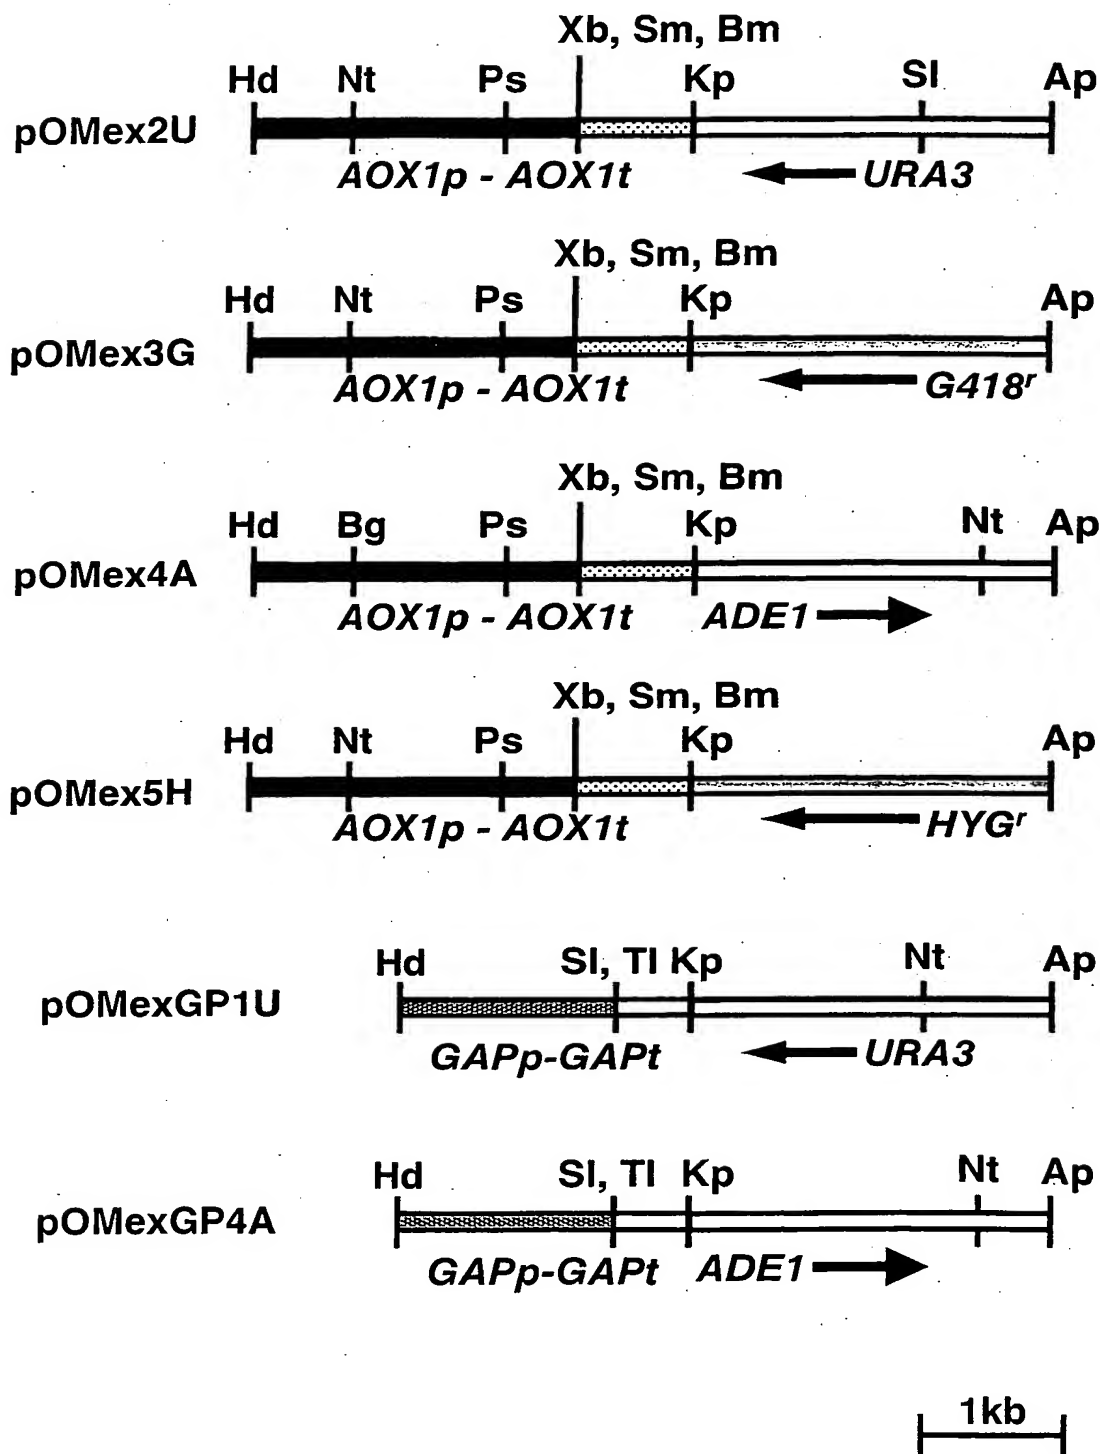 Xb, Sm, Bm
Hd Nt Ps Kp Sl Ap
pOMex2U
AOX1p - AOX1t URA3
Xb, Sm, Bm
Hd Nt Ps Kp Ap
pOMex3G
AOX1p - AOX1t G418r
Xb, Sm, Bm
Hd Bg Ps Kp Nt Ap
pOMex4A
AOX1p - AOX1t ADE1
Xb, Sm, Bm
Hd Nt Ps Kp Ap
pOMex5H
AOX1p - AOX1t HYGr
Hd Sl, Tl Kp Nt Ap
pOMexGP1U
GAPp-GAPt URA3
Hd Sl, Tl Kp Nt Ap
pOMexGP4A
GAPp-GAPt ADE1
1kb